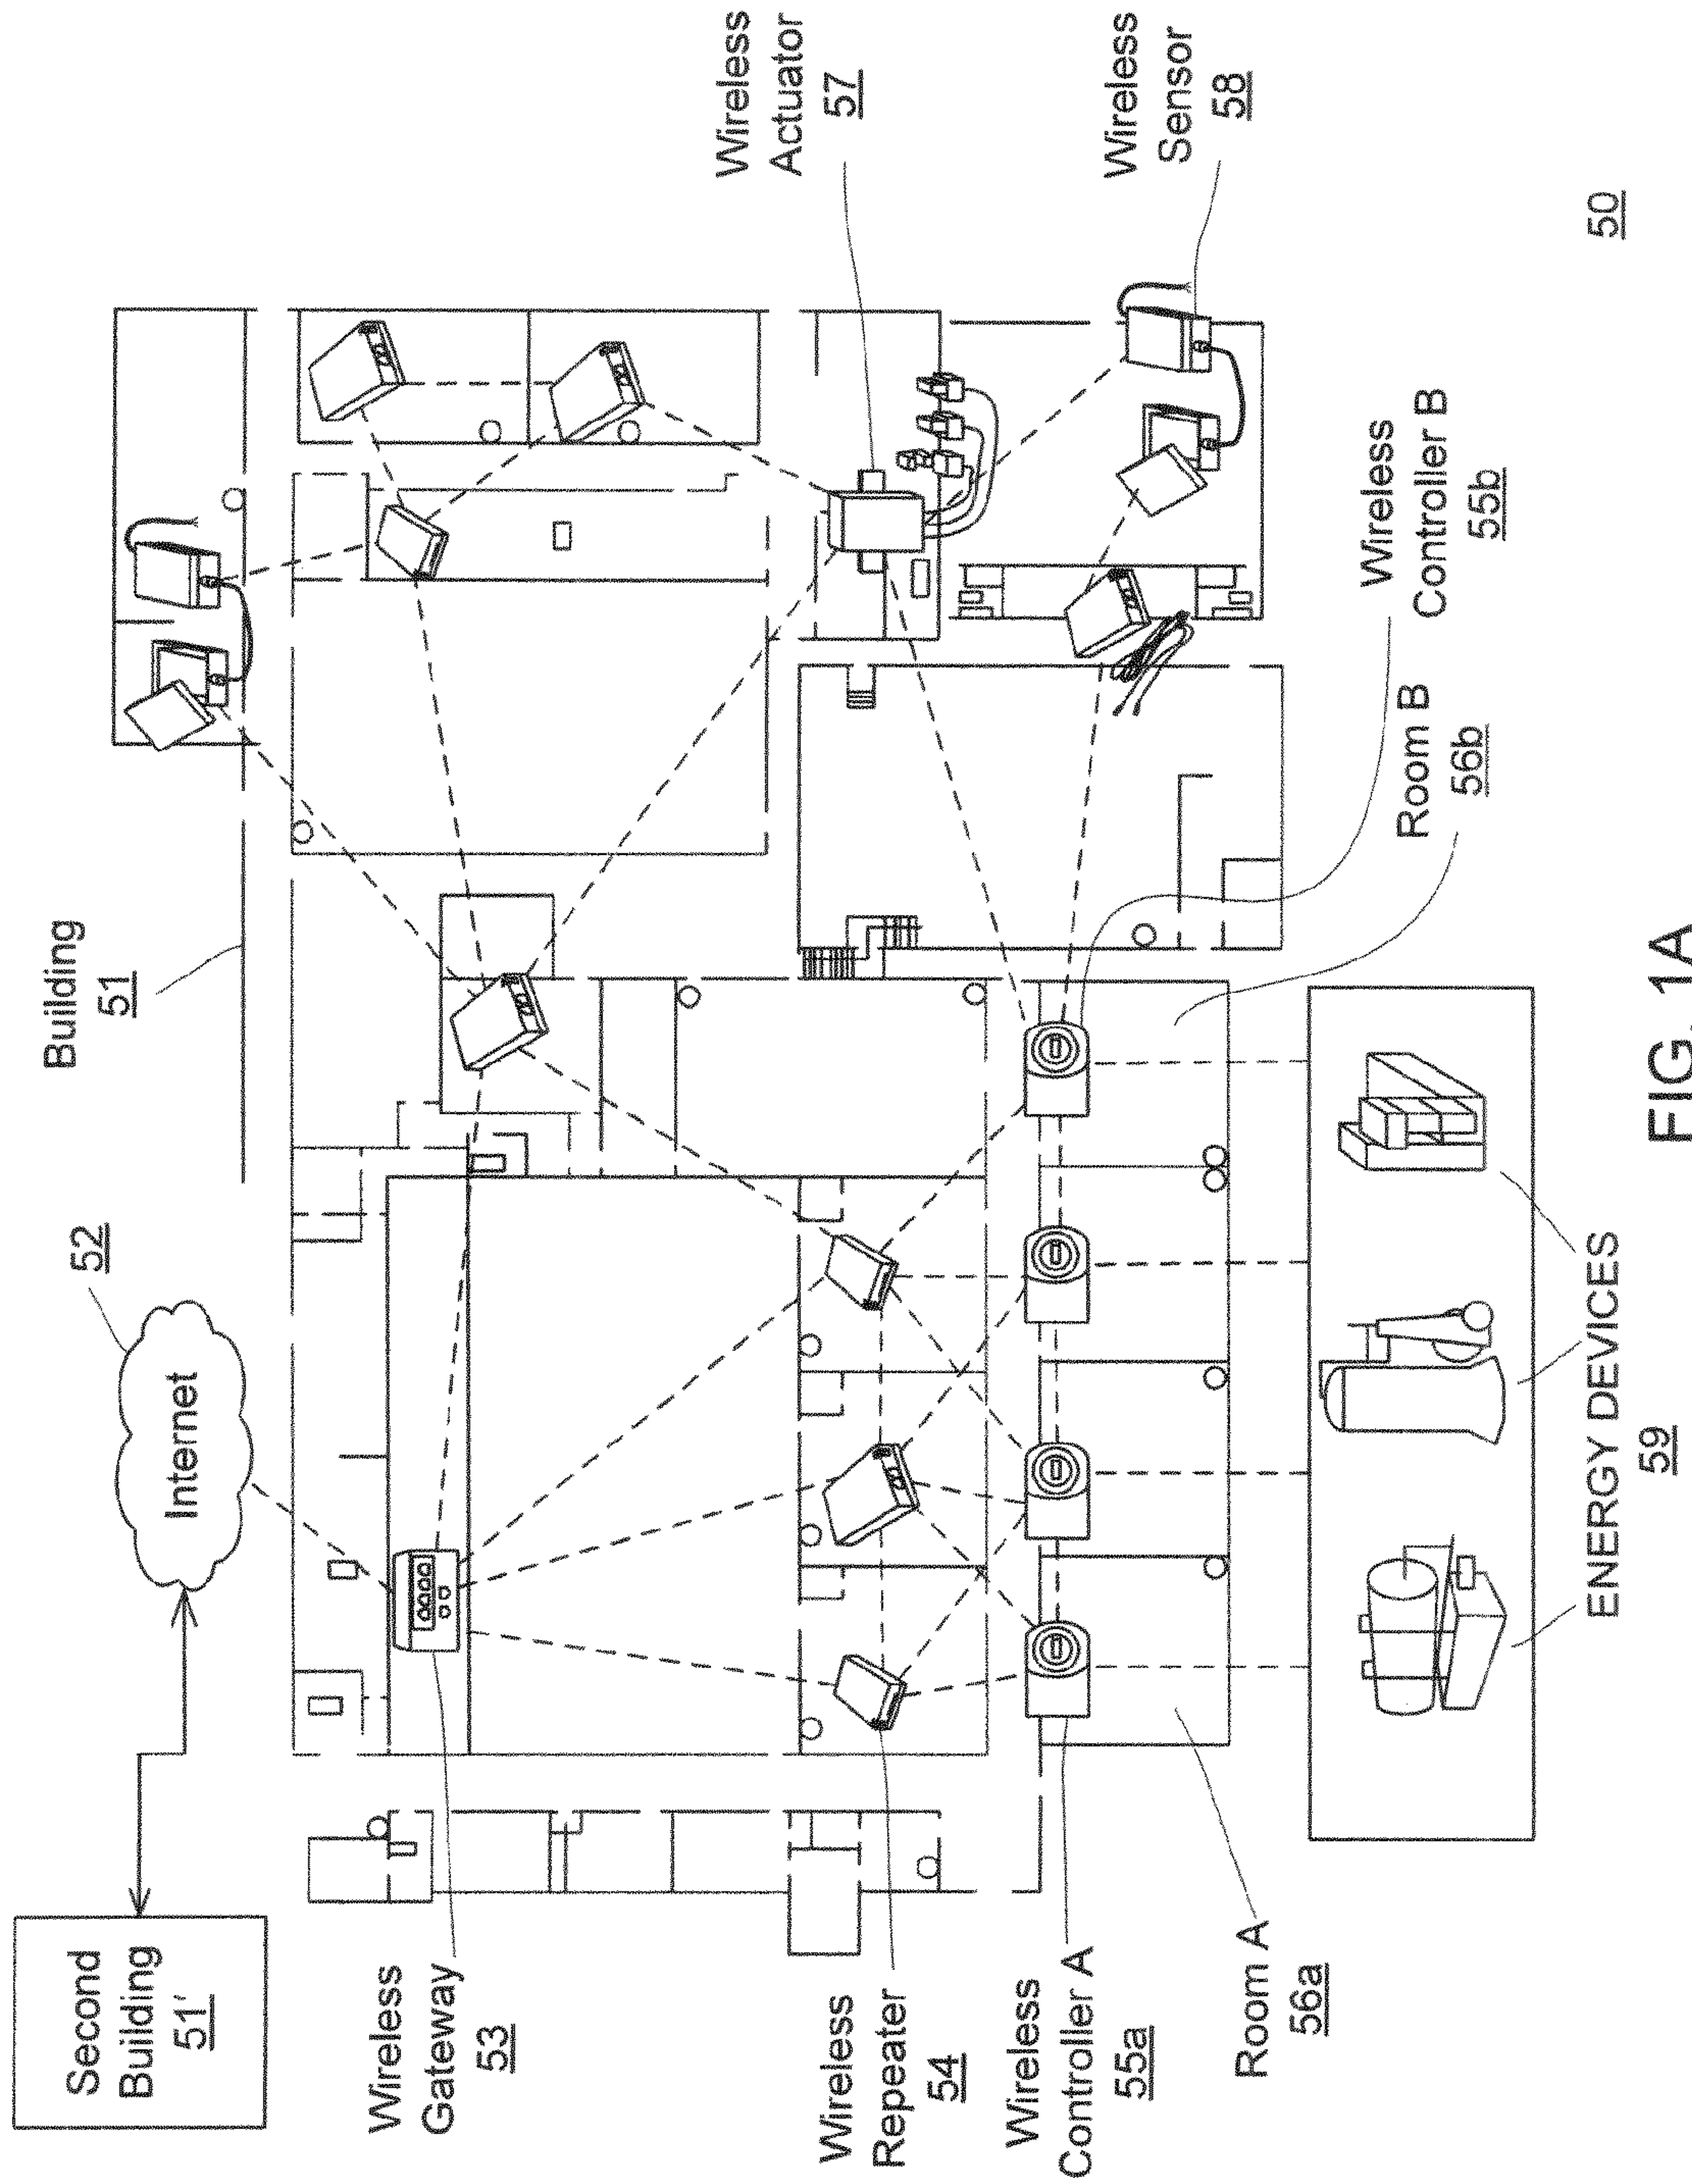 Second
Building
51'
Internet
52
Building
51
Wireless
Gateway
53
Wireless
Repeater
54
Wireless
Controller A
55a
Room A
56a
Wireless
Actuator
57
Wireless
Sensor
58
Wireless
Controller B
55b
Room B
56b
ENERGY DEVICES
59
50
FIG. 1A